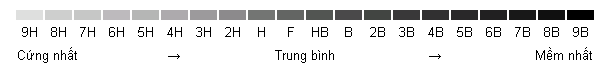 9H 8H 7H 6H 5H 4H 3H 2H H F HB B 2B 3B 4B 5B 6B 7B 8B 9B
Cứng nhất → Trung bình → Mềm nhất